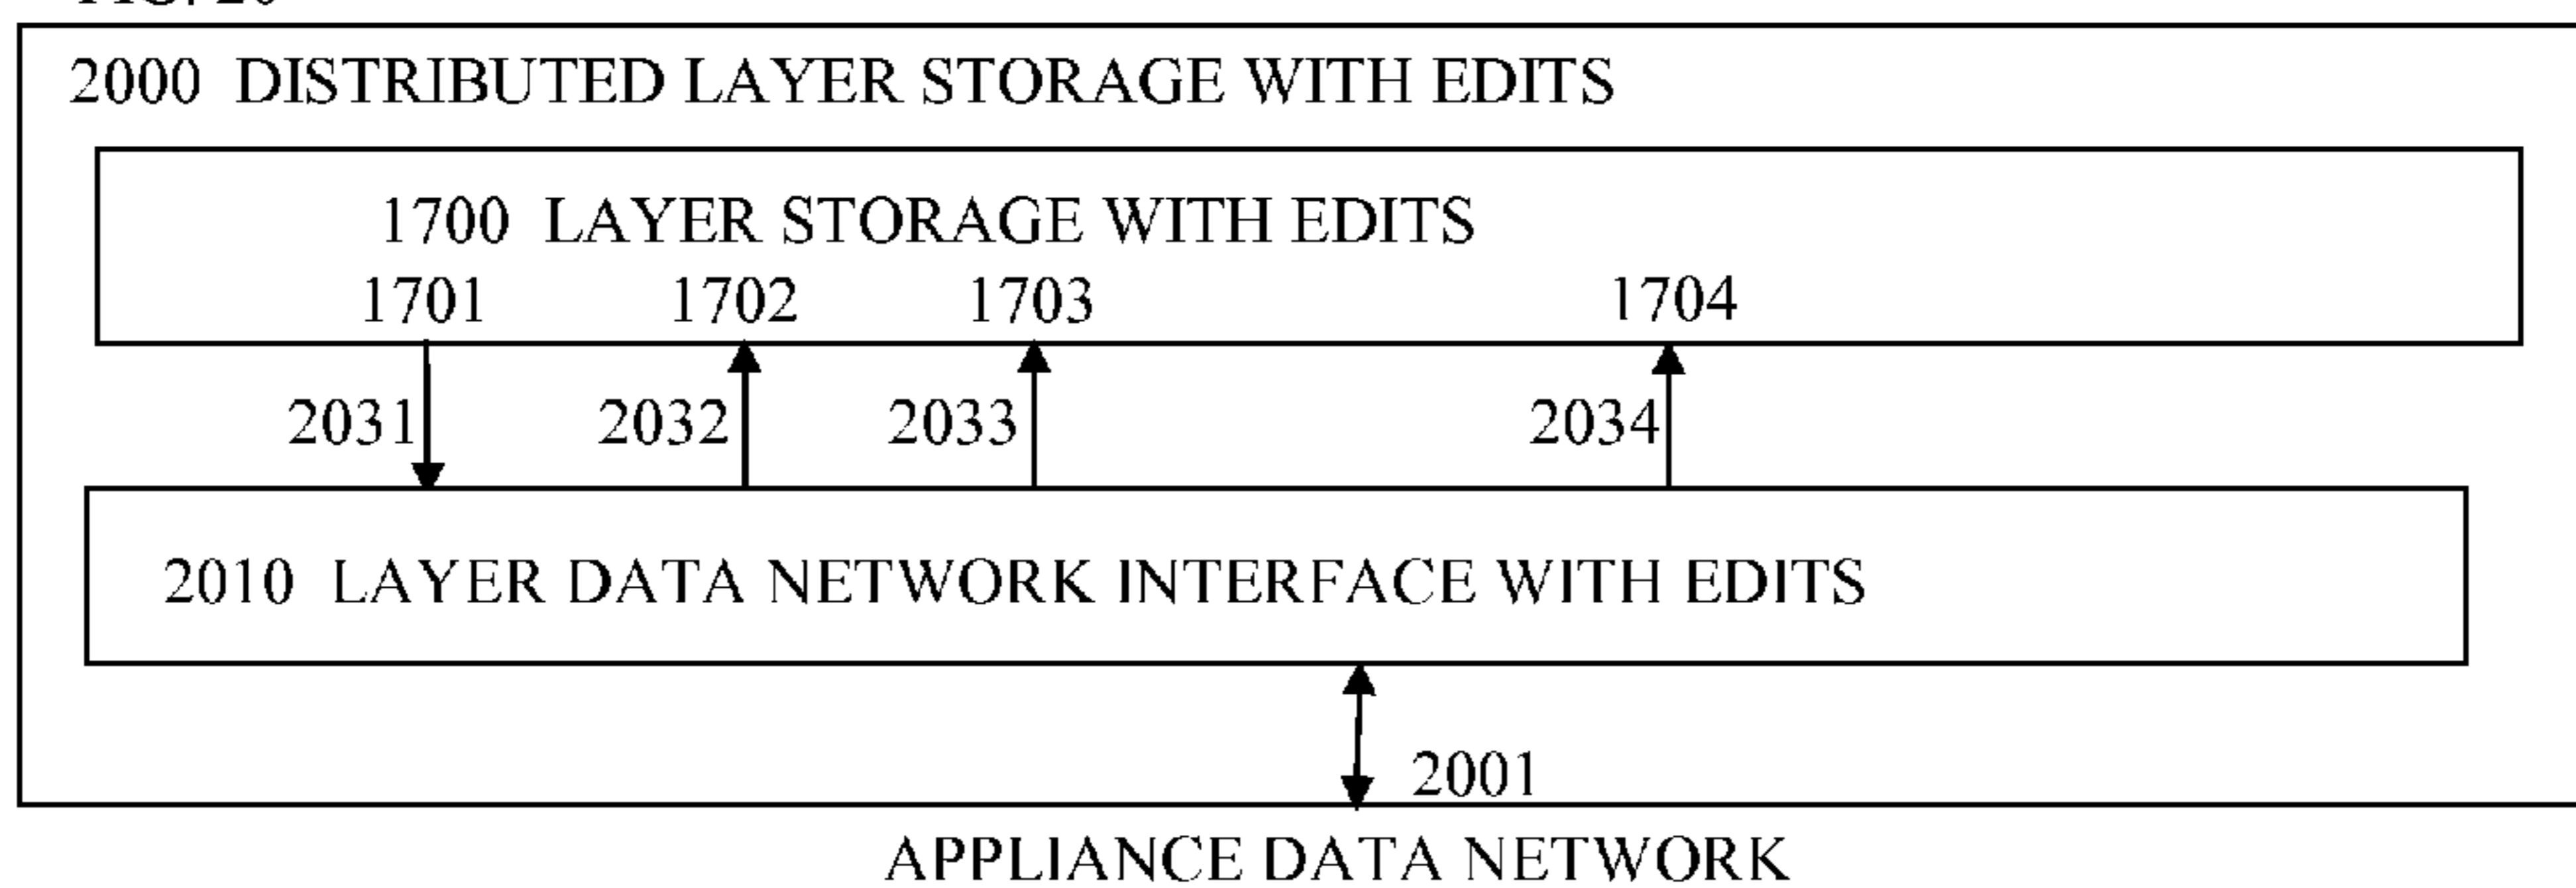 2000 DISTRIBUTED LAYER STORAGE WITH EDITS
1700 LAYER STORAGE WITH EDITS
1701 1702 1703 1704
2031 2032 2033 2034
2010 LAYER DATA NETWORK INTERFACE WITH EDITS
2001
APPLIANCE DATA NETWORK